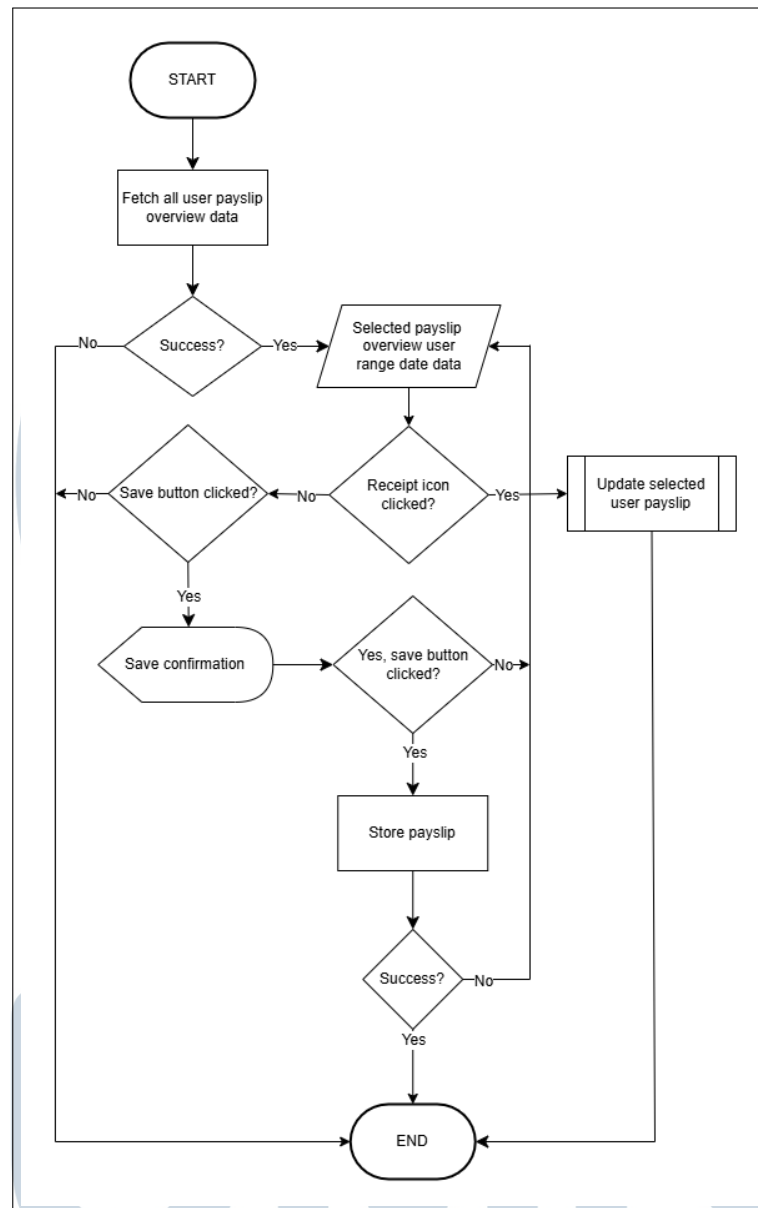 START
Fetch all user payslip
overview data
Success?
No
Yes
Selected payslip
overview user
range date data
Receipt icon
clicked?
No
Yes
Save button clicked?
No
Yes
Update selected
user payslip
Save confirmation
Yes, save button
clicked?
No
Yes
Store payslip
Success?
No
Yes
END